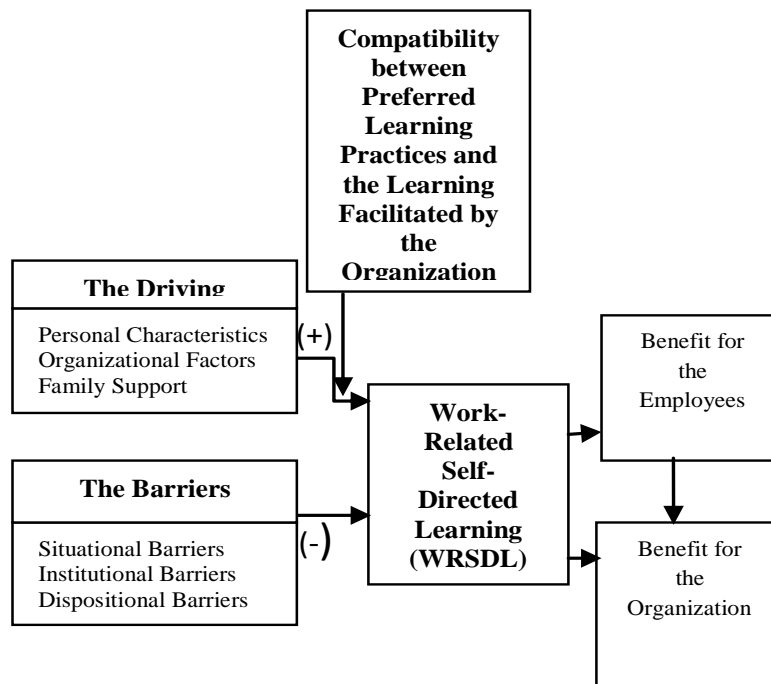 Compatibility
between
Preferred
Learning
Practices and
the Learning
Facilitated by
the
Organization
The Driving
Personal Characteristics
Organizational Factors
Family Support
(+)
The Barriers
Situational Barriers
Institutional Barriers
Dispositional Barriers
(-)
Work-
Related
Self-
Directed
Learning
(WRSDL)
Benefit for
the
Employees
Benefit for
the
Organization